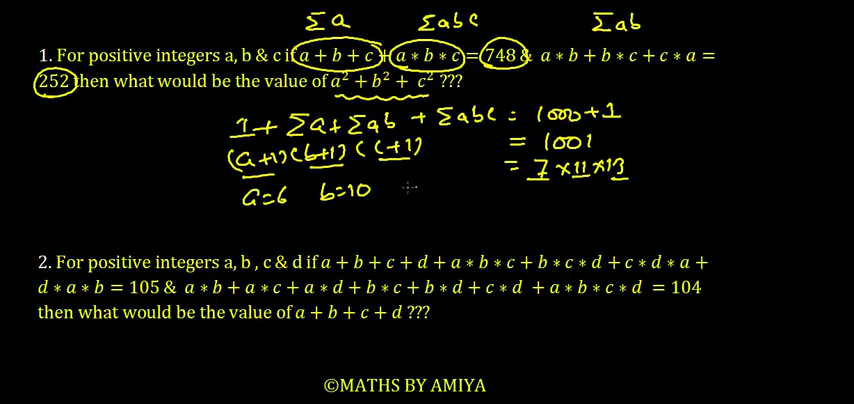 Σa Σabc Σab
1. For positive integers a, b & c if a + b + c + a ∗ b ∗ c = 748 & a ∗ b + b ∗ c + c ∗ a =
252 then what would be the value of a² + b² + c² ???
1 + Σa + Σab + Σabc = 1000 + 1
(a+1)(b+1)(c+1) = 1001
= 7 × 11 × 13
a=6 b=10
2. For positive integers a, b , c & d if a + b + c + d + a ∗ b ∗ c + b ∗ c ∗ d + c ∗ d ∗ a +
d ∗ a ∗ b = 105 & a ∗ b + a ∗ c + a ∗ d + b ∗ c + b ∗ d + c ∗ d + a ∗ b ∗ c ∗ d = 104
then what would be the value of a + b + c + d ???
©MATHS BY AMIYA